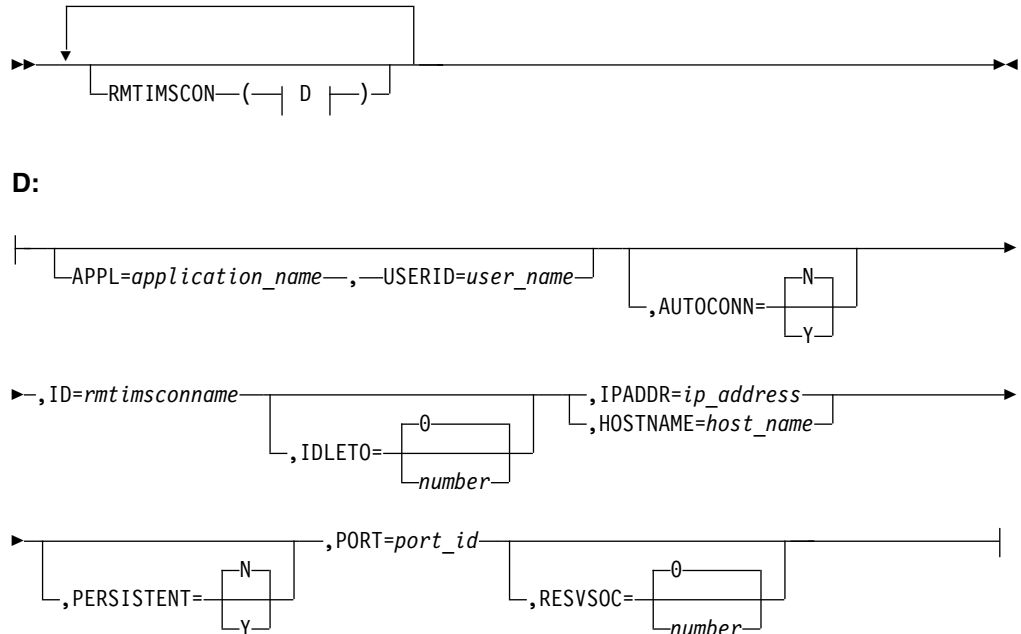 RMTIMSCON ( D )
D:
APPL=application_name , USERID=user_name
N
,AUTOCONN=
Y
,ID=rmtimsconname
,IPADDR=ip_address
0
,HOSTNAME=host_name
,IDLETO=
number
,PORT=port_id
N
0
,PERSISTENT=
,RESVSOC=
Y
number